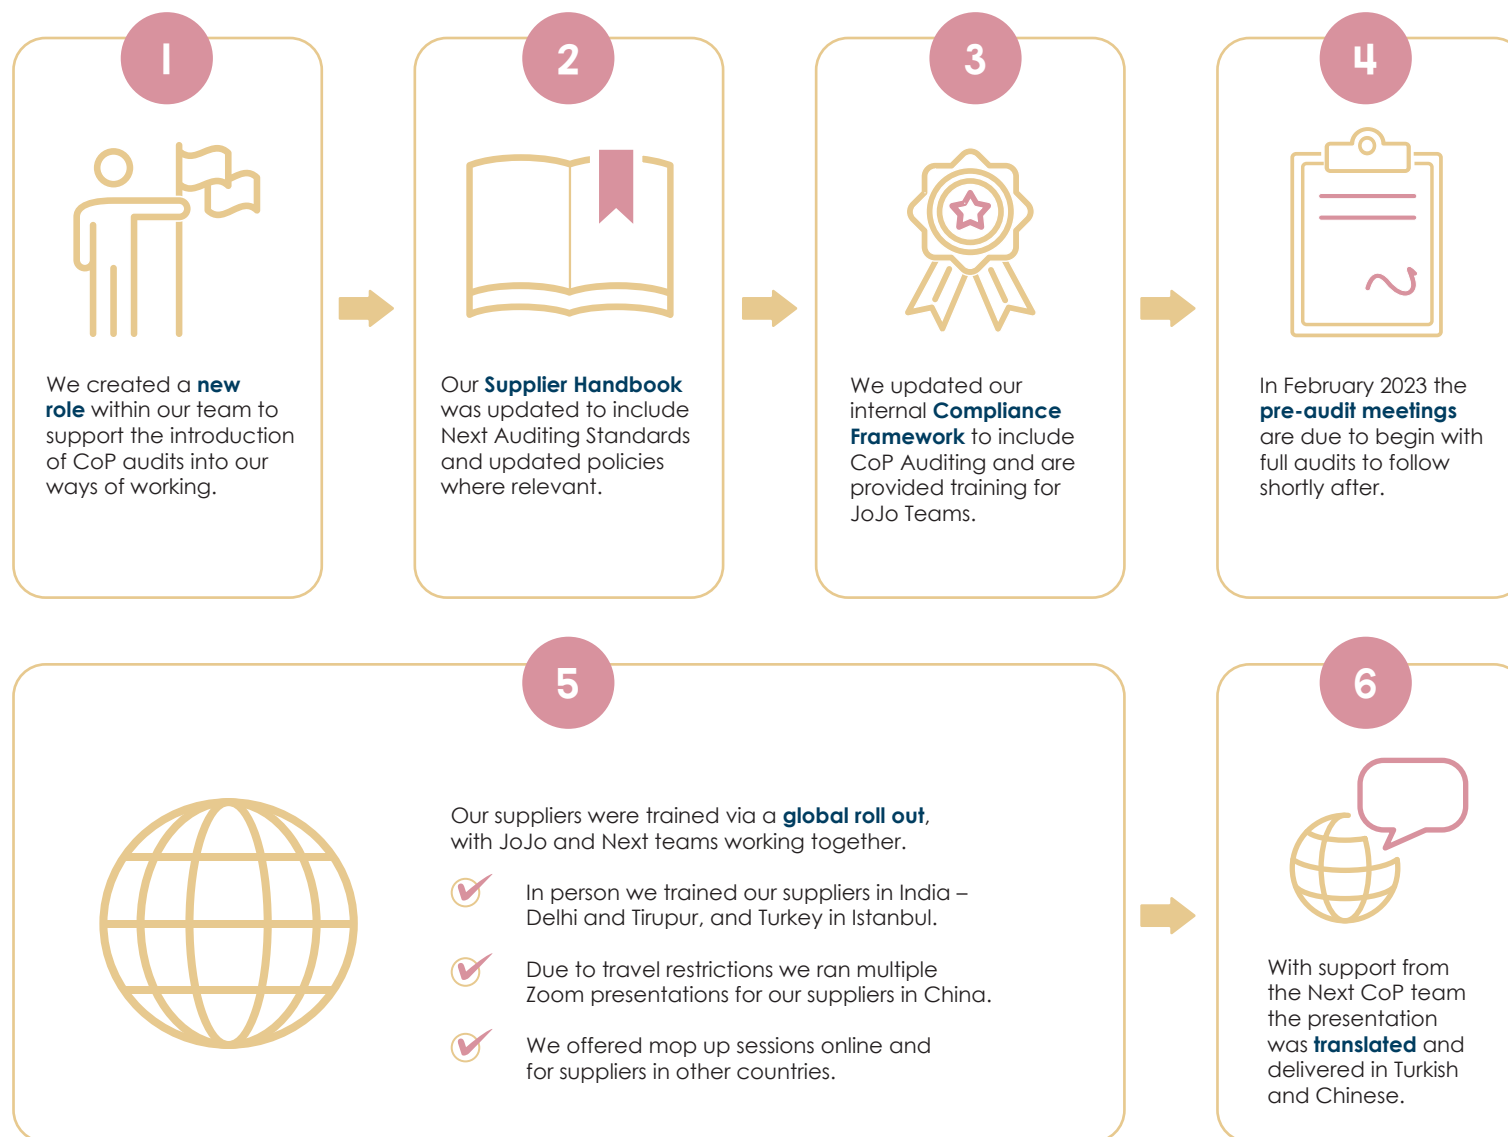 1
We created a new
role within our team to
support the introduction
of CoP audits into our
ways of working.
2
Our Supplier Handbook
was updated to include
Next Auditing Standards
and updated policies
where relevant.
3
We updated our
internal Compliance
Framework to include
CoP Auditing and are
provided training for
JoJo Teams.
4
In February 2023 the
pre-audit meetings
are due to begin with
full audits to follow
shortly after.
5
Our suppliers were trained via a global roll out,
with JoJo and Next teams working together.
In person we trained our suppliers in India –
Delhi and Tirupur, and Turkey in Istanbul.
Due to travel restrictions we ran multiple
Zoom presentations for our suppliers in China.
We offered mop up sessions online and
for suppliers in other countries.
6
With support from
the Next CoP team
the presentation
was translated and
delivered in Turkish
and Chinese.